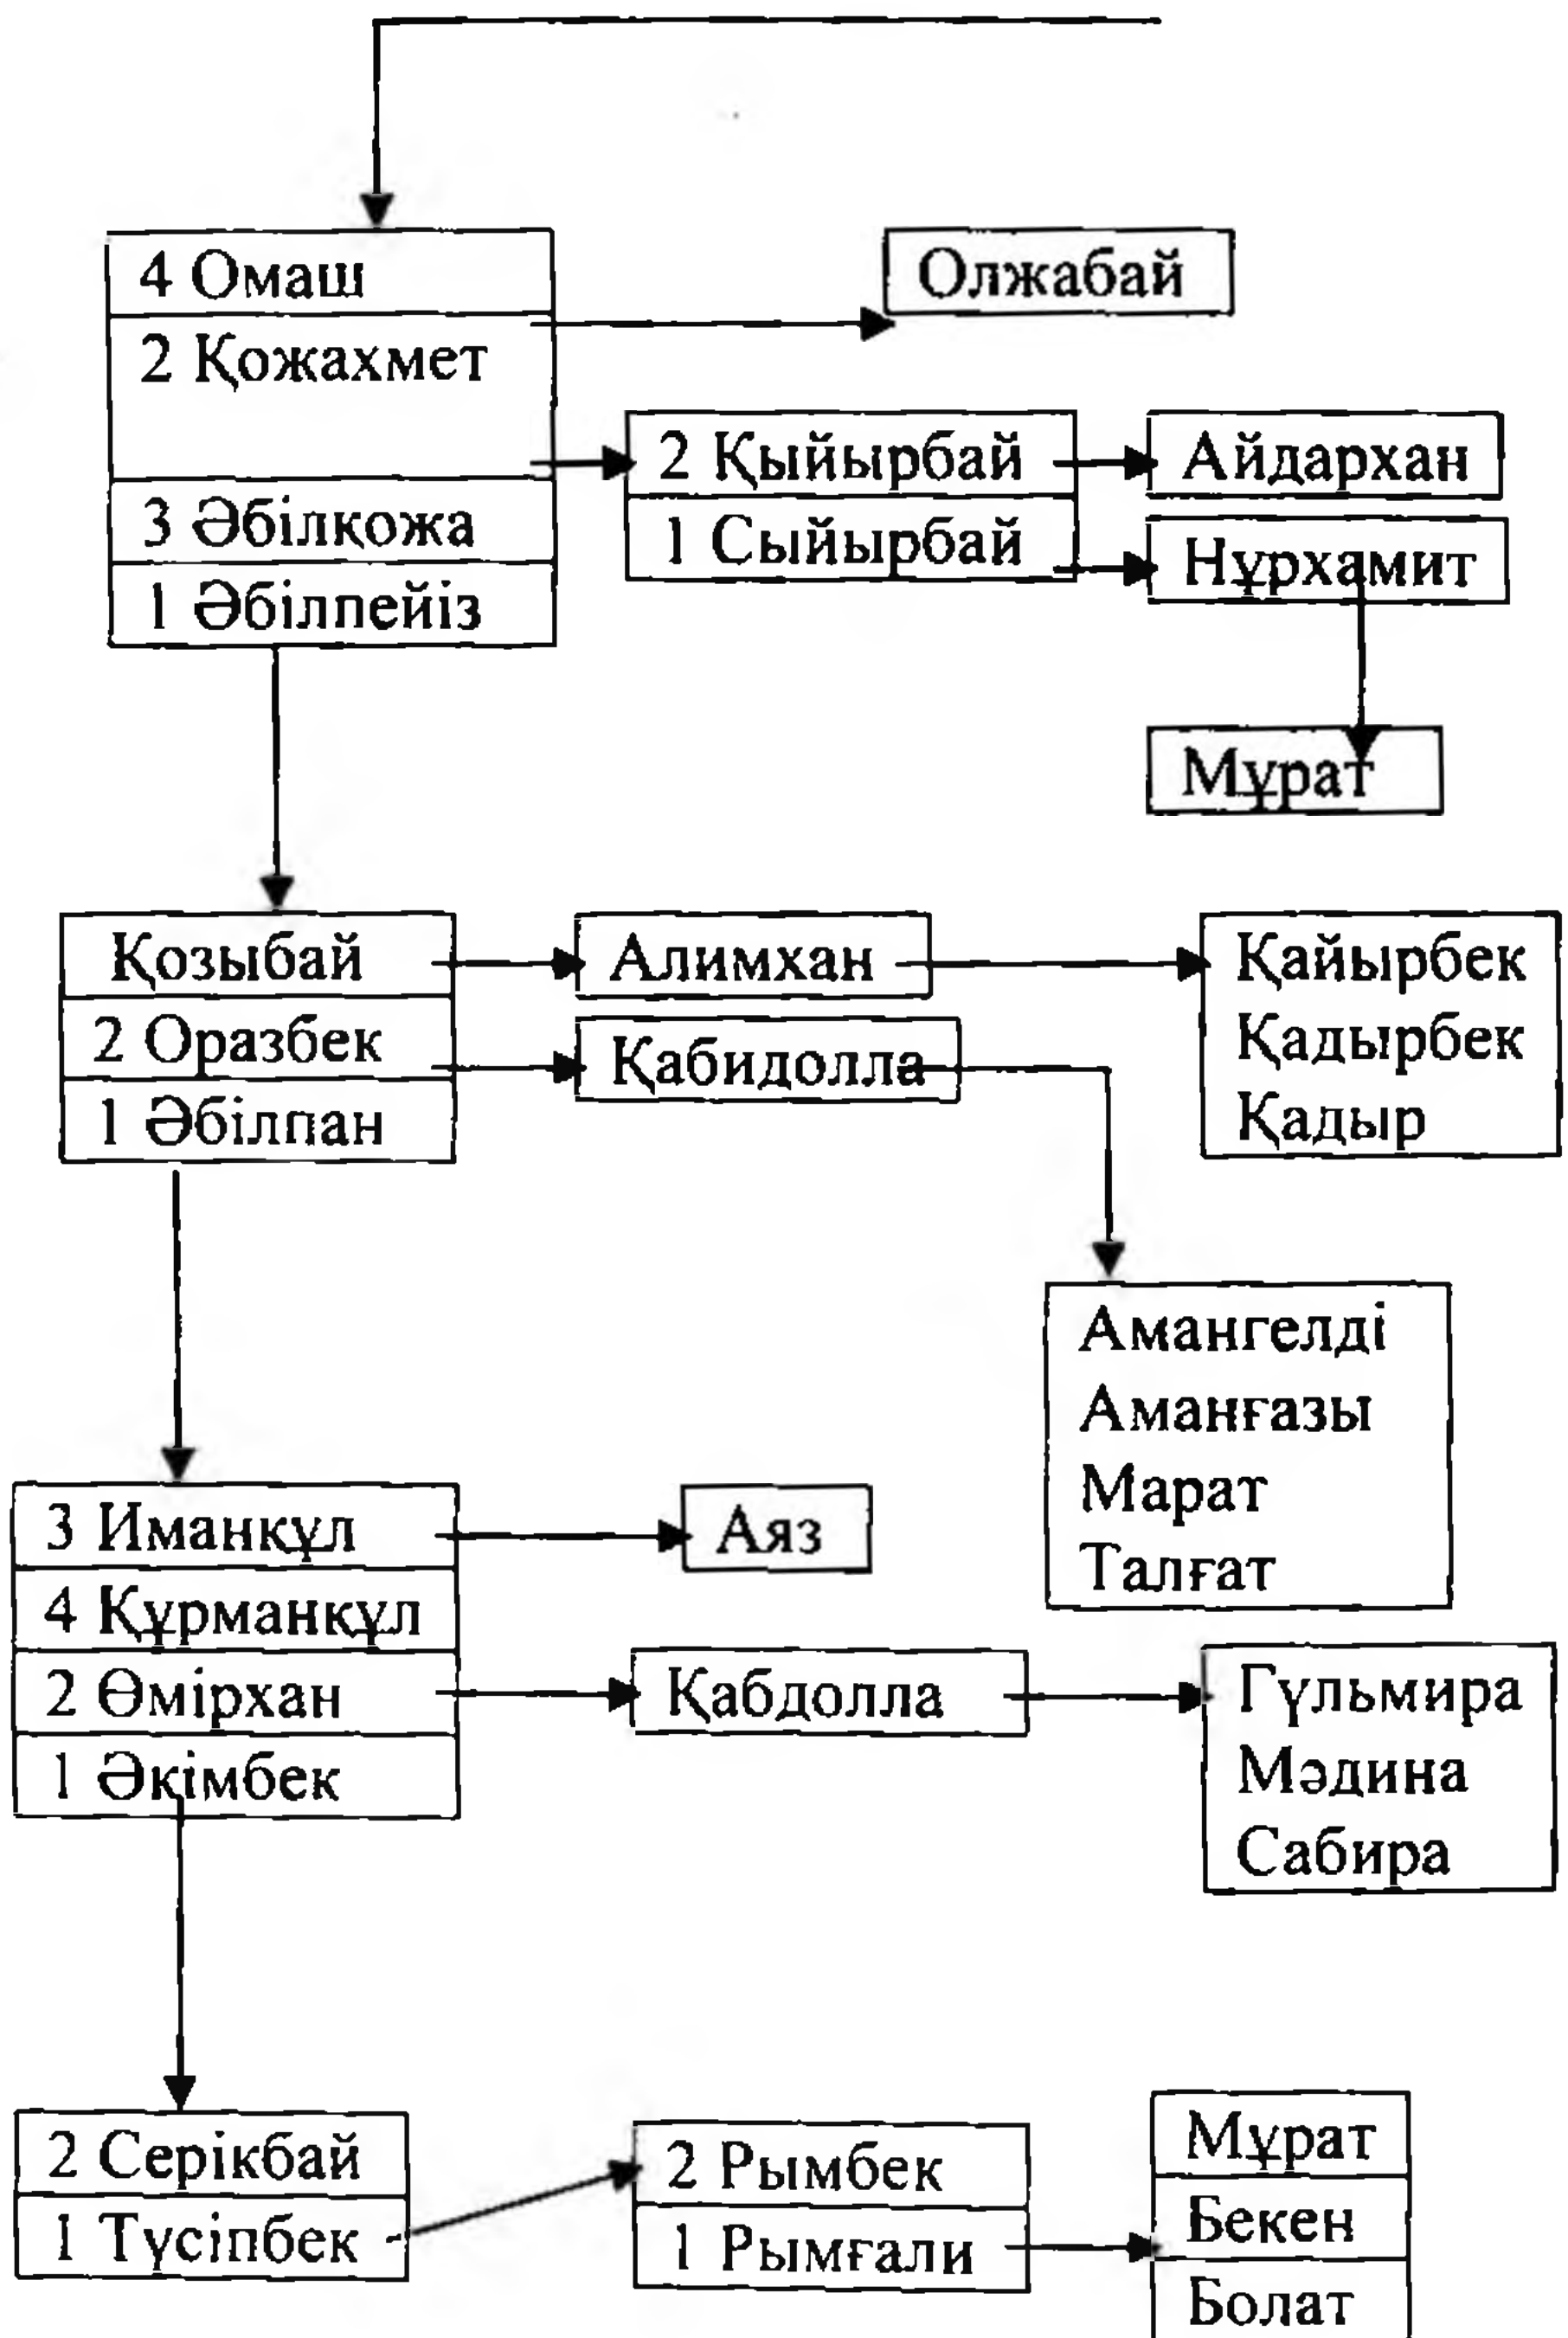 4 Омаш
Олжабай
2 Қожахмет
2 Қыйырбай
Айдархан
3 Әбілқожа
1 Сыйырбай
Нұрхамит
1 Әбілпейіз
Мұрат
Қозыбай
Алимхан
Қайырбек
2 Оразбек
Қабидолла
Қадырбек
1 Әбілпан
Қадыр
Амангелді
Аманғазы
Марат
Талғат
3 Иманқұл
Аяз
4 Құрманқұл
2 Өмірхан
Қабдолла
Гүльмира
1 Әкімбек
Мәдина
Сабира
2 Серікбай
2 Рымбек
Мұрат
1 Түсіпбек
1 Рымғали
Бекен
Болат